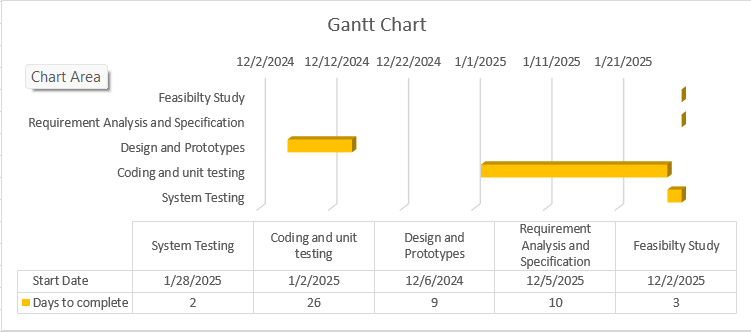 Gantt Chart
12/2/2024 12/12/2024 12/22/2024 1/1/2025 1/11/2025 1/21/2025
Chart Area
Feasibilty Study
Requirement Analysis and Specification
Design and Prototypes
Coding and unit testing
System Testing
System Testing Coding and unit testing Design and Prototypes Requirement Analysis and Specification Feasibilty Study
Start Date 1/28/2025 1/2/2025 12/6/2024 12/5/2025 12/2/2025
Days to complete 2 26 9 10 3